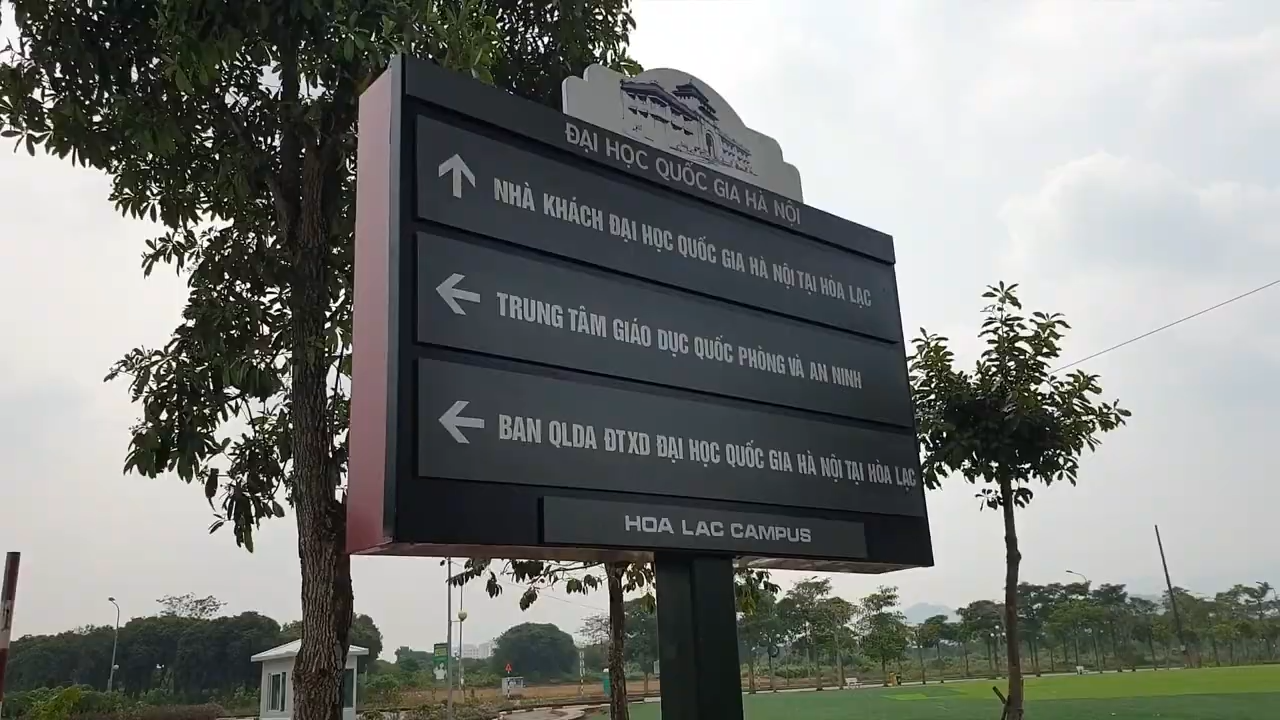 ĐẠI HỌC QUỐC GIA HÀ NỘI
NHÀ KHÁCH ĐẠI HỌC QUỐC GIA HÀ NỘI TẠI HÒA LẠC
TRUNG TÂM GIÁO DỤC QUỐC PHÒNG VÀ AN NINH
BAN QLDA ĐTXD ĐẠI HỌC QUỐC GIA HÀ NỘI TẠI HÒA LẠC
HOA LAC CAMPUS